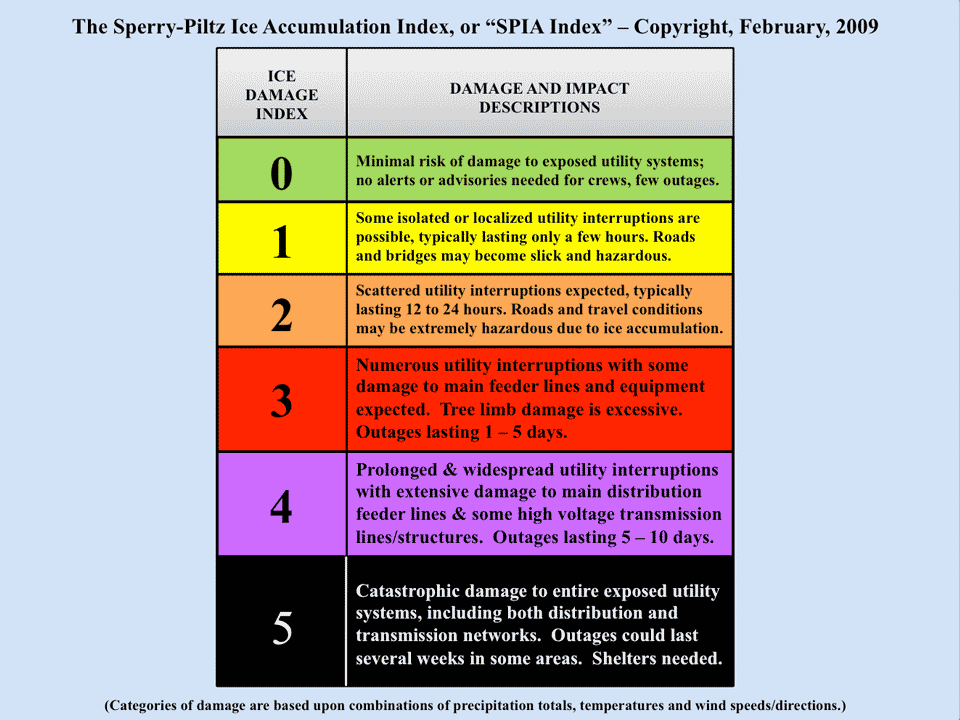 The Sperry-Piltz Ice Accumulation Index, or “SPIA Index” – Copyright, February, 2009
ICE
DAMAGE
INDEX
DAMAGE AND IMPACT
DESCRIPTIONS
0
Minimal risk of damage to exposed utility systems;
no alerts or advisories needed for crews, few outages.
1
Some isolated or localized utility interruptions are
possible, typically lasting only a few hours. Roads
and bridges may become slick and hazardous.
2
Scattered utility interruptions expected, typically
lasting 12 to 24 hours. Roads and travel conditions
may be extremely hazardous due to ice accumulation.
3
Numerous utility interruptions with some
damage to main feeder lines and equipment
expected. Tree limb damage is excessive.
Outages lasting 1 – 5 days.
4
Prolonged & widespread utility interruptions
with extensive damage to main distribution
feeder lines & some high voltage transmission
lines/structures. Outages lasting 5 – 10 days.
5
Catastrophic damage to entire exposed utility
systems, including both distribution and
transmission networks. Outages could last
several weeks in some areas. Shelters needed.
(Categories of damage are based upon combinations of precipitation totals, temperatures and wind speeds/directions.)